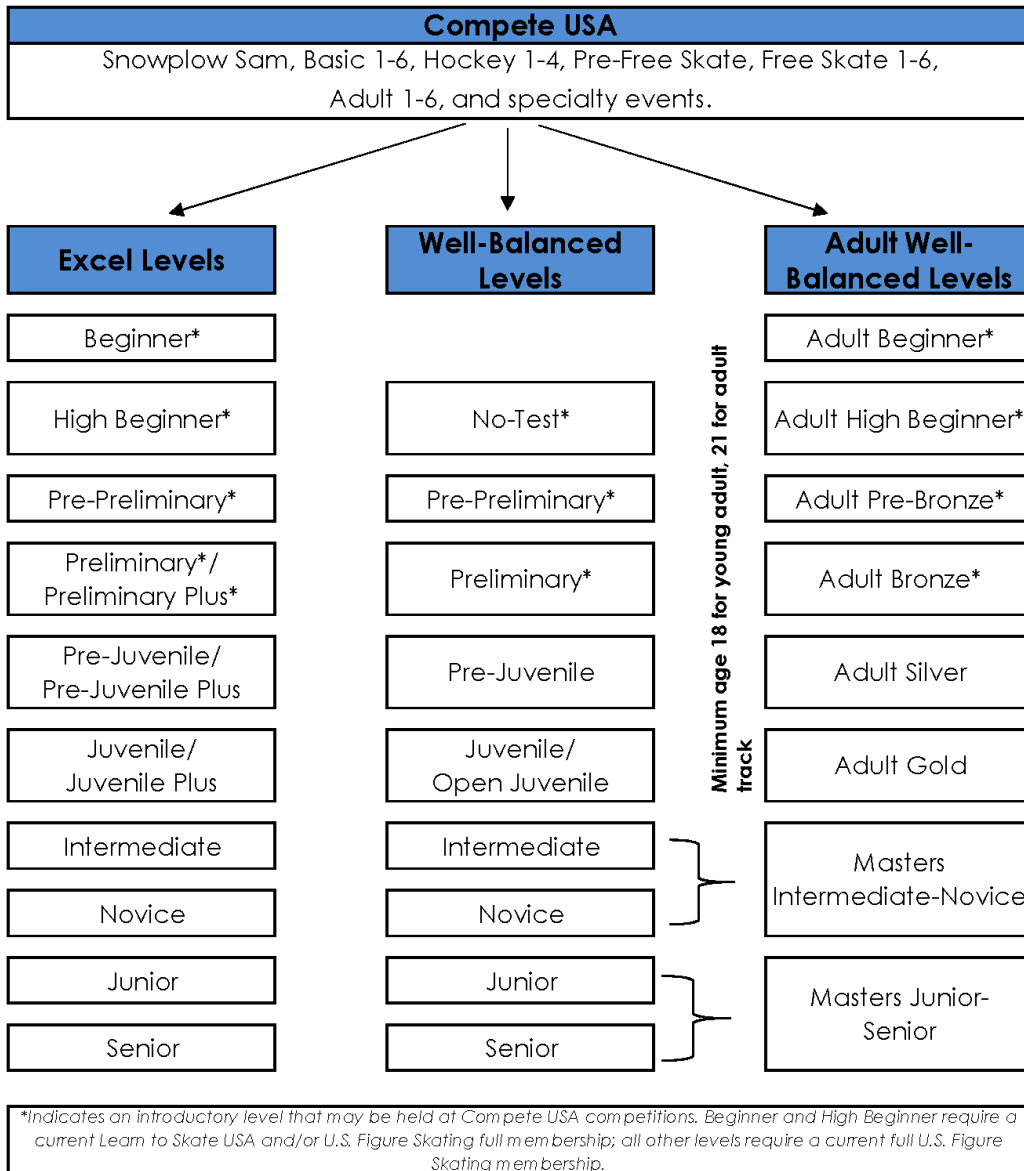 Compete USA
Snowplow Sam, Basic 1-6, Hockey 1-4, Pre-Free Skate, Free Skate 1-6,
Adult 1-6, and specialty events.
Excel Levels
Beginner*
High Beginner*
Pre-Preliminary*
Preliminary*/
Preliminary Plus*
Pre-Juvenile/
Pre-Juvenile Plus
Juvenile/
Juvenile Plus
Intermediate
Novice
Junior
Senior
Well-Balanced
Levels
No-Test*
Pre-Preliminary*
Preliminary*
Pre-Juvenile
Juvenile/
Open Juvenile
Intermediate
Novice
Junior
Senior
Minimum age 18 for young adult, 21 for adult
track
Adult Well-
Balanced Levels
Adult Beginner*
Adult High Beginner*
Adult Pre-Bronze*
Adult Bronze*
Adult Silver
Adult Gold
Masters
Intermediate-Novice
Masters Junior-
Senior
*Indicates an introductory level that may be held at Compete USA competitions. Beginner and High Beginner require a
current Learn to Skate USA and/or U.S. Figure Skating full membership; all other levels require a current full U.S. Figure
Skating membership.